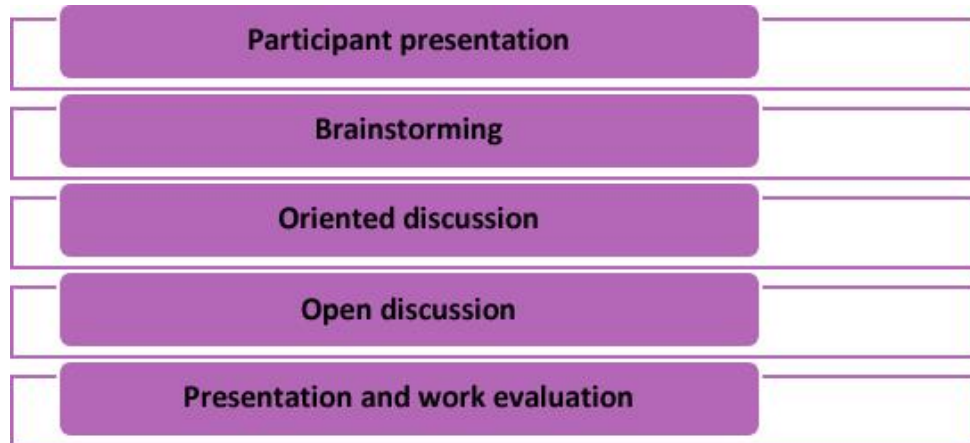 Participant presentation
Brainstorming
Oriented discussion
Open discussion
Presentation and work evaluation